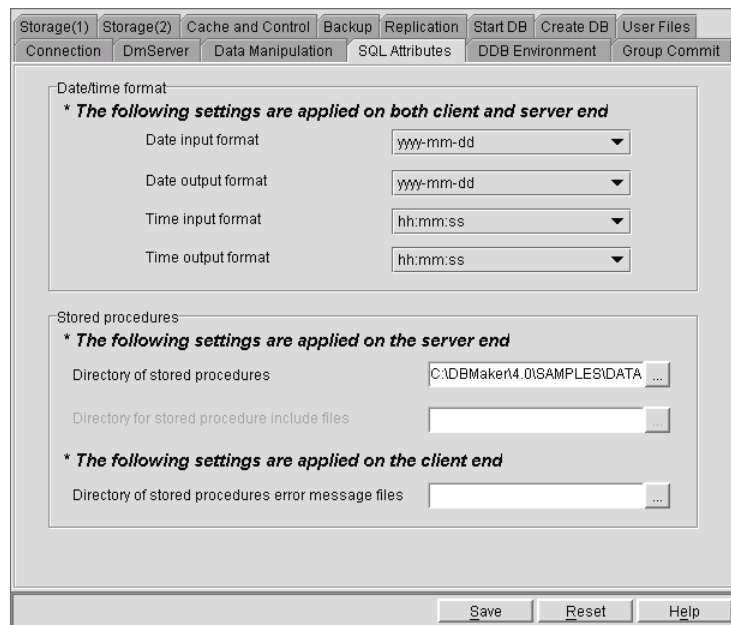 Storage(1) Storage(2) Cache and Control Backup Replication Start DB Create DB User Files
Connection DmServer Data Manipulation SQL Attributes DDB Environment Group Commit
Date/time format
* The following settings are applied on both client and server end
Date input format yyyy-mm-dd
Date output format yyyy-mm-dd
Time input format hh:mm:ss
Time output format hh:mm:ss
Stored procedures
* The following settings are applied on the server end
Directory of stored procedures C:\DBMaker\4.0\SAMPLES\DATA ...
Directory for stored procedure include files ...
* The following settings are applied on the client end
Directory of stored procedures error message files ...
Save Reset Help